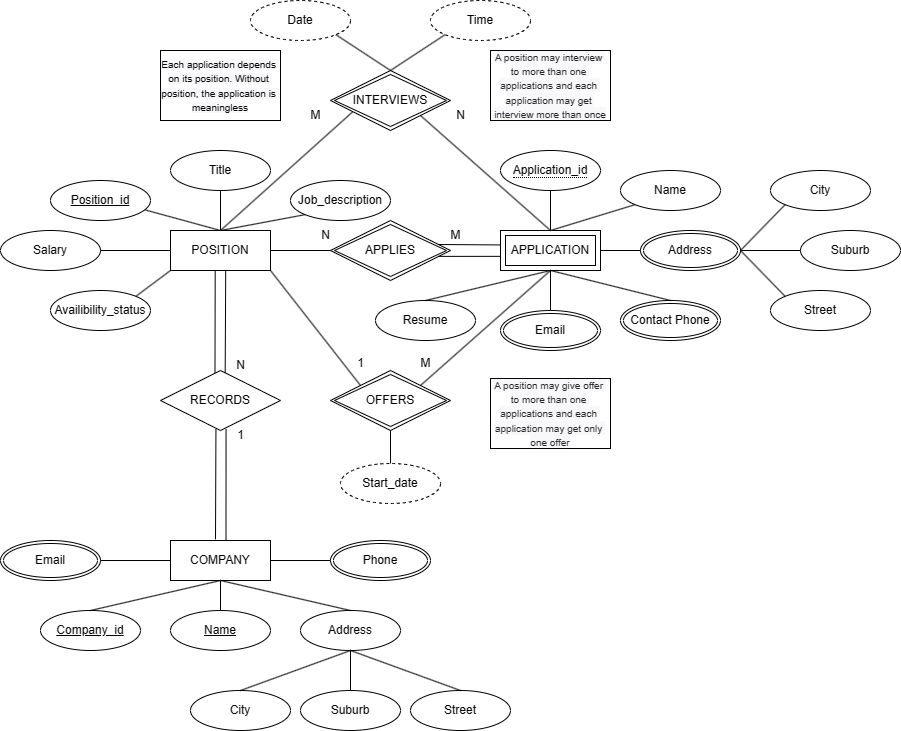 Date
Time
Each application depends
on its position. Without
position, the application is
meaningless
A position may interview
to more than one
applications and each
application may get
interview more than once
INTERVIEWS
M
N
Title
Application_id
Position_id
Job_description
Name
City
Salary
POSITION
N
APPLIES
M
APPLICATION
Address
Suburb
Availibility_status
Resume
Email
Contact Phone
Street
N
1
M
RECORDS
OFFERS
A position may give offer
to more than one
applications and each
application may get only
one offer
1
Start_date
Email
COMPANY
Phone
Company_id
Name
Address
City
Suburb
Street